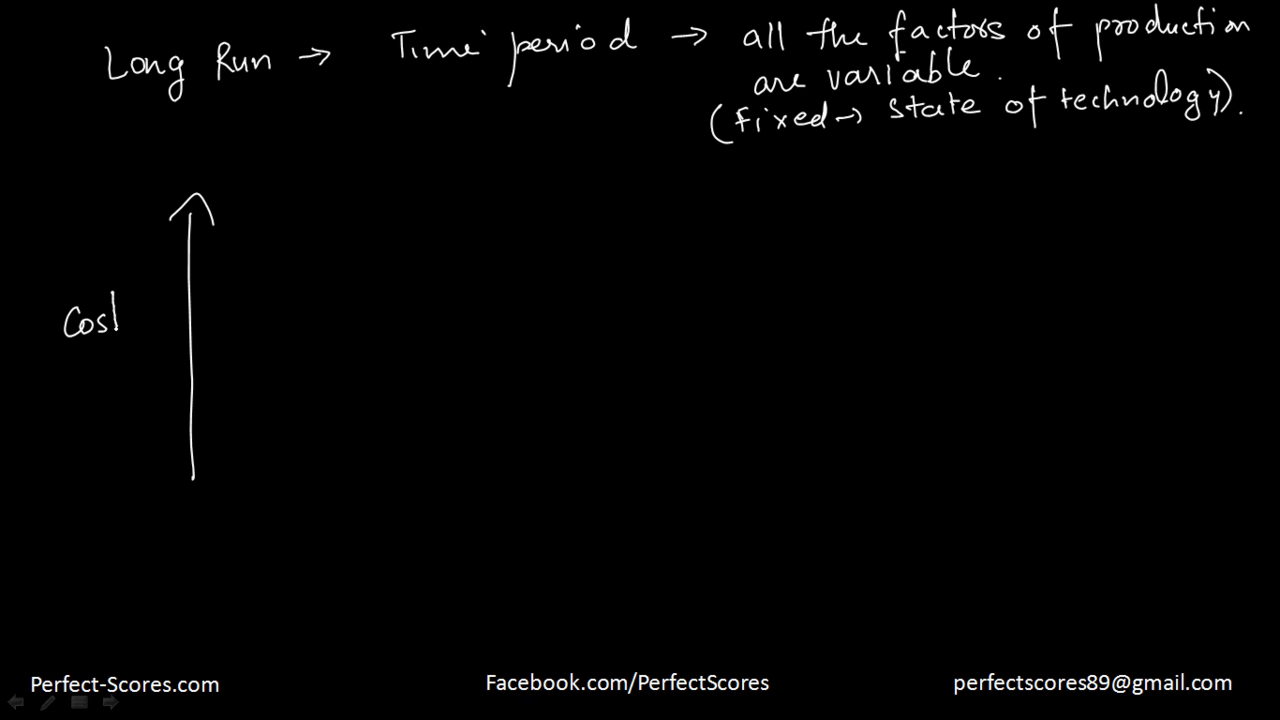 Long Run → Time period → all the factors of production
are variable.
(Fixed → state of technology).
Cost
Perfect-Scores.com
Facebook.com/PerfectScores
perfectscores89@gmail.com